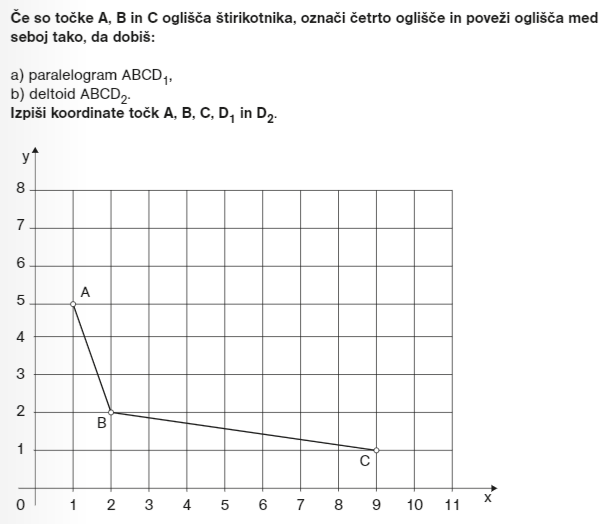 Če so točke A, B in C oglišča štirikotnika, označi četrto oglišče in poveži oglišča med
seboj tako, da dobiš:
a) paralelogram ABCD₁,
b) deltoid ABCD₂.
Izpiši koordinate točk A, B, C, D₁ in D₂.
y
8
7
6
5
A
4
3
2
B
1
C
0 1 2 3 4 5 6 7 8 9 10 11 x